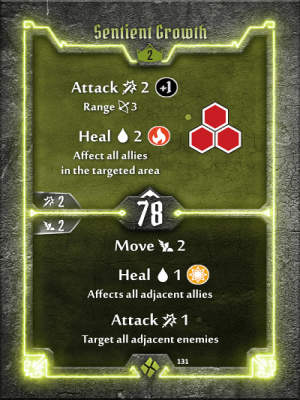 Sentient Growth
2
Attack 2 +1
Range 3
Heal 2
Affect all allies
in the targeted area
2
78
2
Move 2
Heal 1
Affects all adjacent allies
Attack 1
Target all adjacent enemies
131